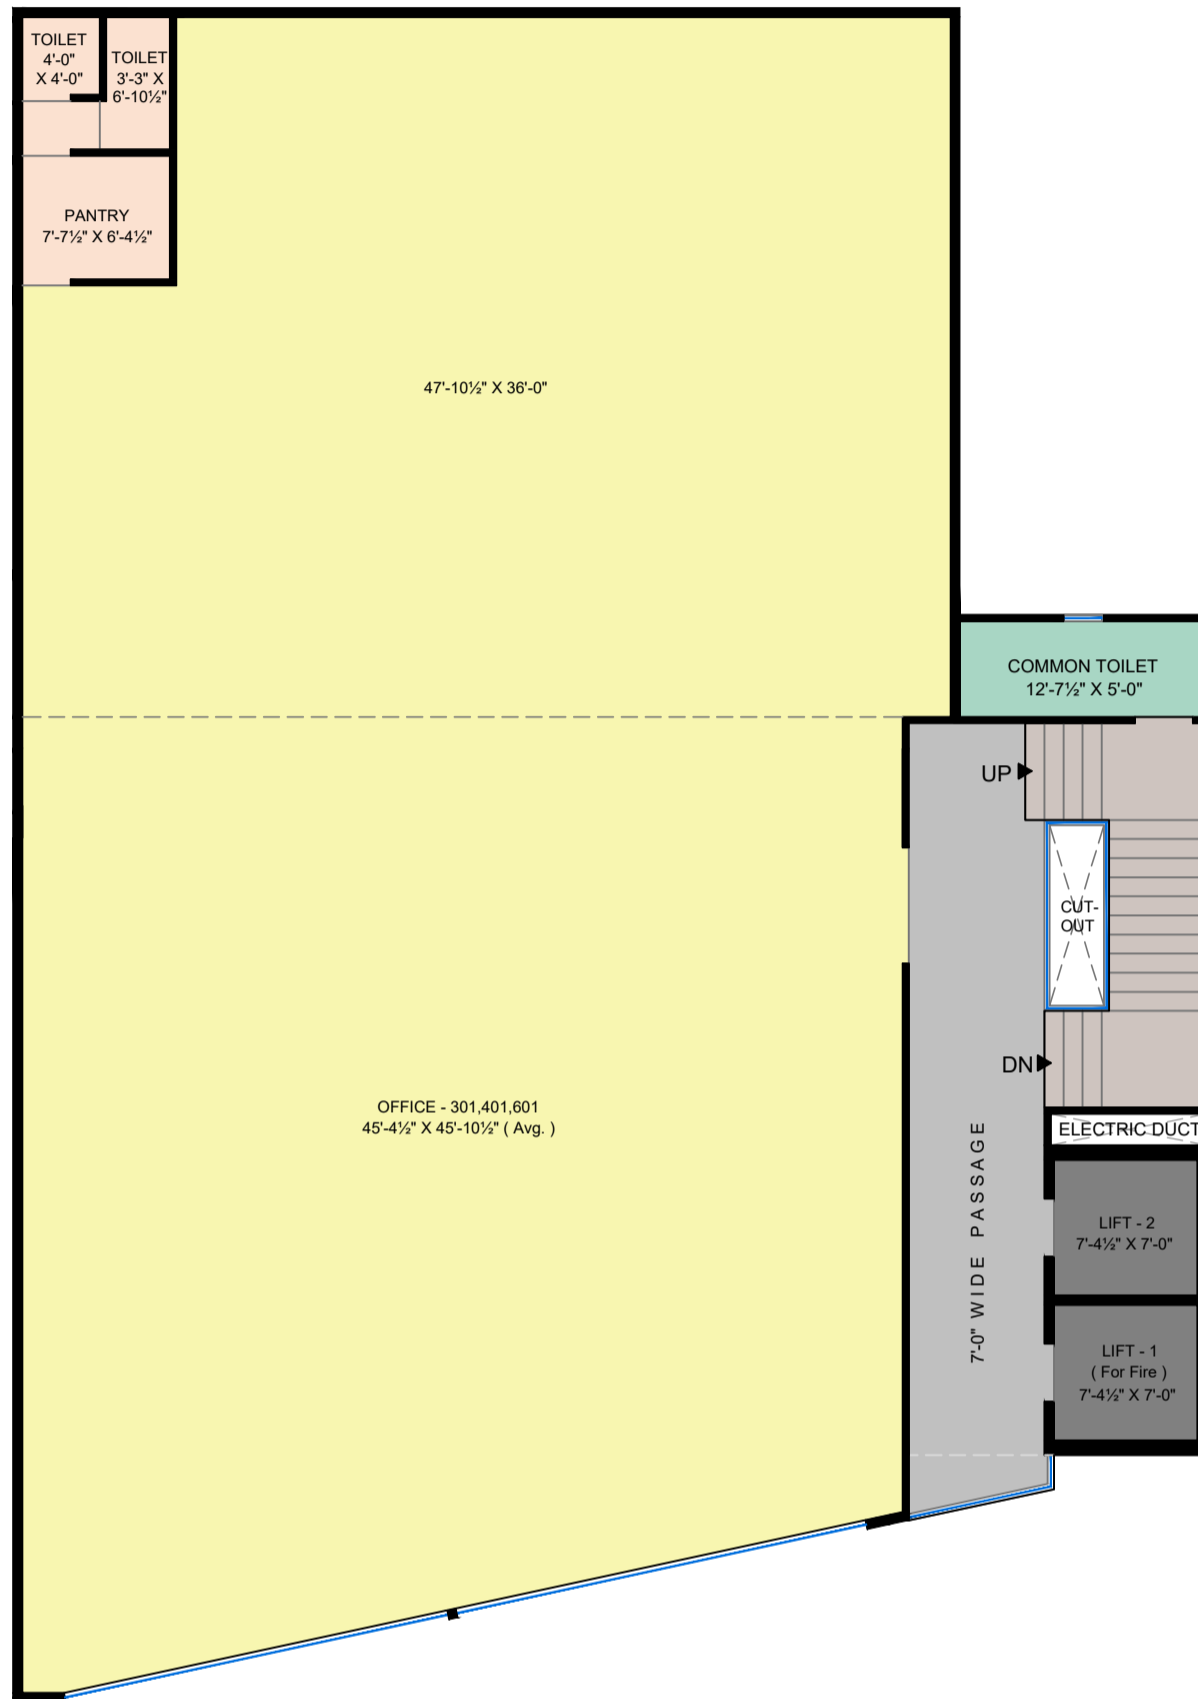 TOILET
4'-0"
X 4'-0"
TOILET
3'-3" X
6'-10½"
PANTRY
7'-7½" X 6'-4½"
47'-10½" X 36'-0"
COMMON TOILET
12'-7½" X 5'-0"
UP
CUT-
OUT
DN
OFFICE - 301,401,601
45'-4½" X 45'-10½" ( Avg. )
ELECTRIC DUCT
7'-0" WIDE PASSAGE
LIFT - 2
7'-4½" X 7'-0"
LIFT - 1
( For Fire )
7'-4½" X 7'-0"